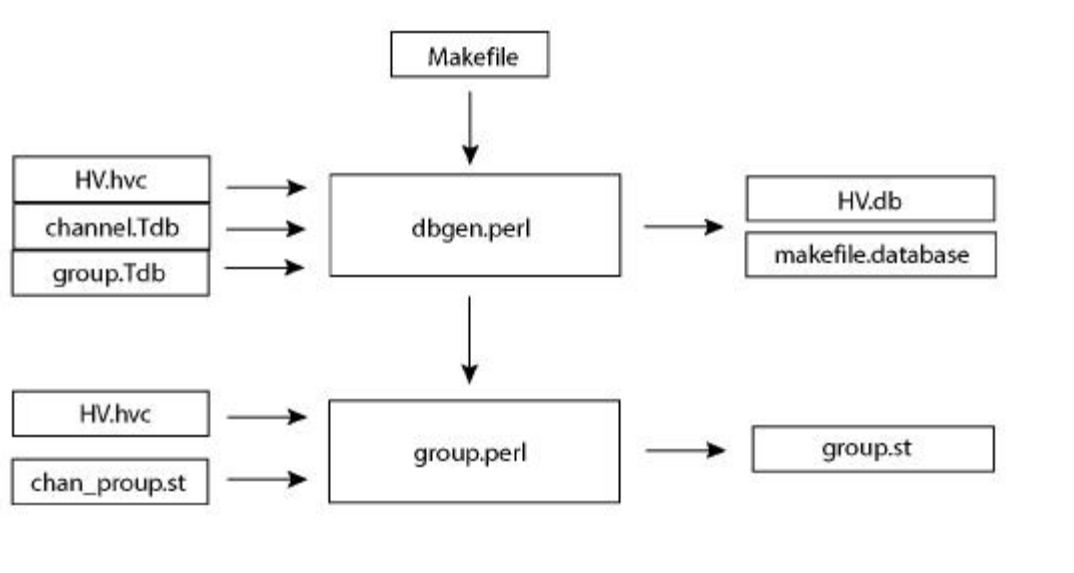 Makefile
HV.hvc
channel.Tdb
group.Tdb
dbgen.perl
HV.db
makefile.database
HV.hvc
chan_proup.st
group.perl
group.st